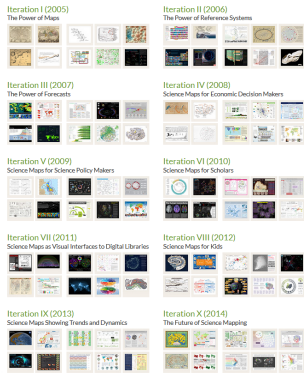 Iteration I (2005)
The Power of Maps
Iteration II (2006)
The Power of Reference Systems
Iteration III (2007)
The Power of Forecasts
Iteration IV (2008)
Science Maps for Economic Decision Makers
Iteration V (2009)
Science Maps for Science Policy Makers
Iteration VI (2010)
Science Maps for Scholars
Iteration VII (2011)
Science Maps as Visual Interfaces to Digital Libraries
Iteration VIII (2012)
Science Maps for Kids
Iteration IX (2013)
Science Maps Showing Trends and Dynamics
Iteration X (2014)
The Future of Science Mapping